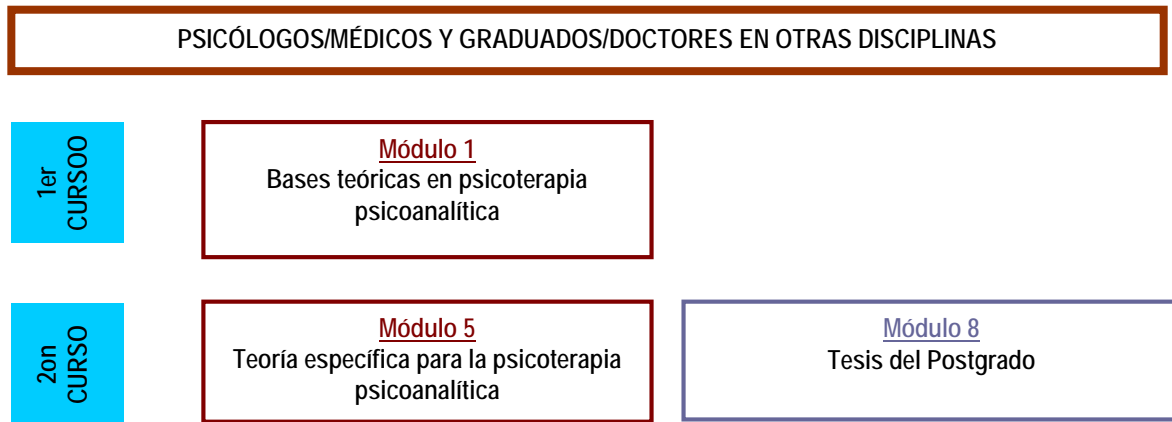 PSICÓLOGOS/MÉDICOS Y GRADUADOS/DOCTORES EN OTRAS DISCIPLINAS
1er
CURSOO
Módulo 1
Bases teóricas en psicoterapia
psicoanalítica
2on
CURSO
Módulo 5
Teoría específica para la psicoterapia
psicoanalítica
Módulo 8
Tesis del Postgrado